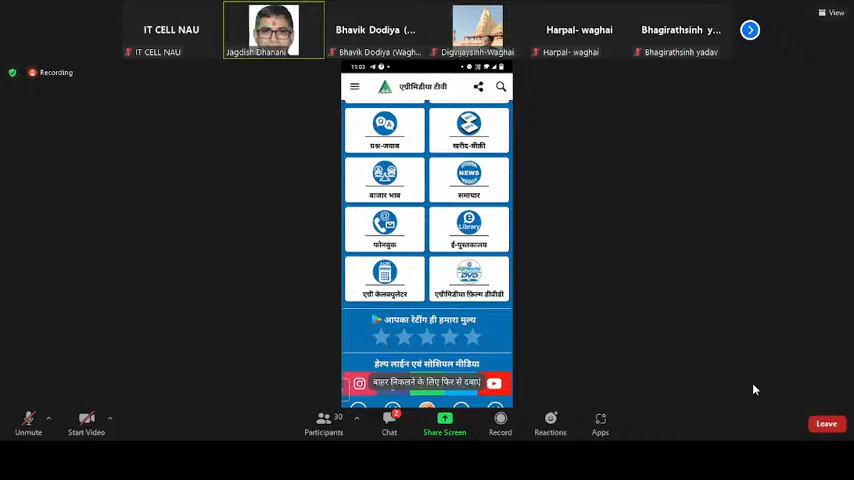 View
IT CELL NAU
Bhavik Dodiya (...
Harpal- waghai
Bhagirathsinh y...
IT CELL NAU
Jagdish Dhanani
Bhavik Dodiya (Wagh...
Digvijaysinh-Waghai
Harpal- waghai
Bhagirathsinh yadav
Recording
11:03
एग्रीमीडिया टीवी
प्रश्न-जवाब
खरीद-बीक्री
बाजार भाव
NEWS
समाचार
फोनबुक
e Library
ई-पुस्तकालय
एग्री केलक्युलेटर
DVD
एग्रीमीडिया फ़िल्म डीवीडी
आपका रेटींग ही हमारा मुल्य
हेल्प लाईन एवं सोशियल मीडिया
बाहर निकलने के लिए फिर से दबाएं
Unmute
Start Video
Participants
30
Chat
2
Share Screen
Record
Reactions
Apps
Leave